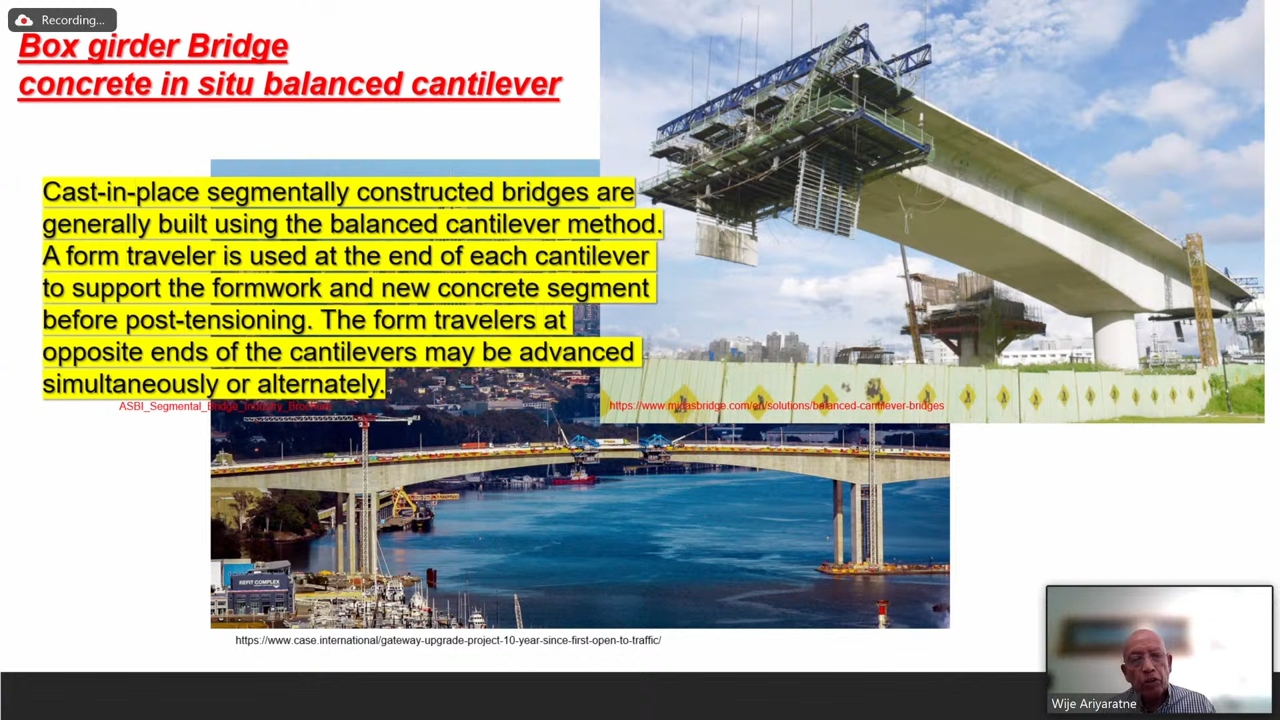 Recording...
Box girder Bridge
concrete in situ balanced cantilever
Cast-in-place segmentally constructed bridges are
generally built using the balanced cantilever method.
A form traveler is used at the end of each cantilever
to support the formwork and new concrete segment
before post-tensioning. The form travelers at
opposite ends of the cantilevers may be advanced
simultaneously or alternately.
ASBI_Segmental_Bridge_Industry_Brochure
https://www.midasbridge.com/en/solutions/balanced-cantilever-bridges
REFIT COMPLEX
https://www.case.international/gateway-upgrade-project-10-year-since-first-open-to-traffic/
Wije Ariyaratne